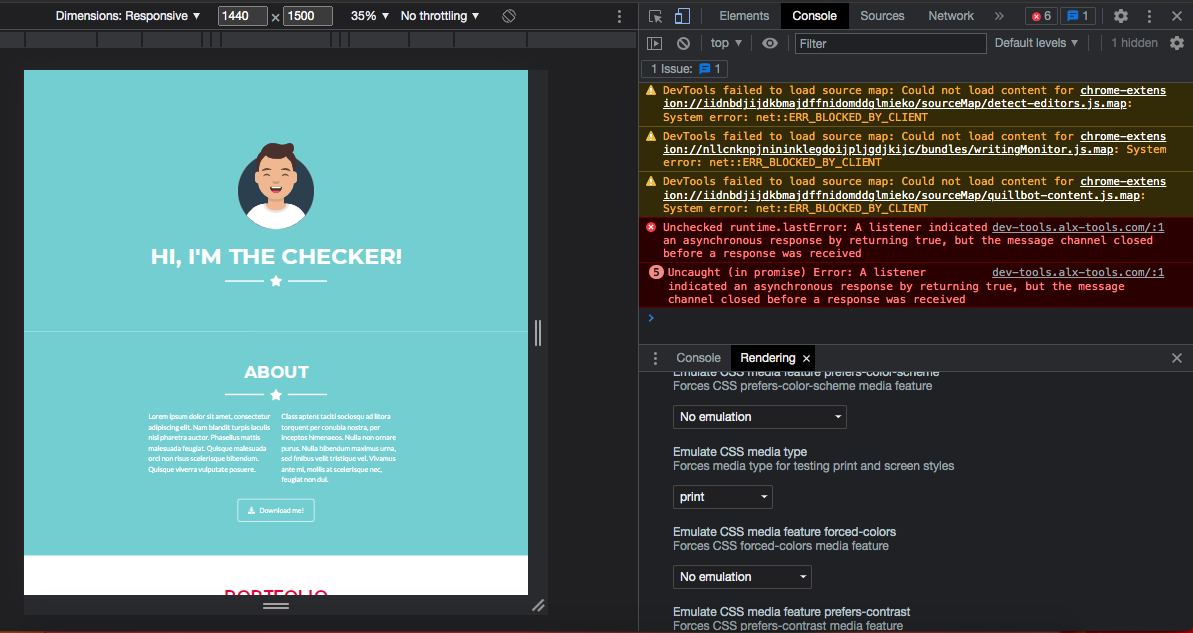 Dimensions: Responsive ▼ 1440 × 1500 35% ▼ No throttling ▼
HI, I'M THE CHECKER!
ABOUT
Lorem ipsum dolor sit amet, consectetur
adipiscing elit. Nam blandit turpis iaculis
nisl pharetra auctor. Phasellus mattis
malesuada feugiat. Quisque malesuada
orci non risus scelerisque bibendum.
Quisque viverra vulputate posuere.
Class aptent taciti sociosqu ad litora
torquent per conubia nostra, per
inceptos himenaeos. Nulla non ornare
purus. Nulla bibendum maximus urna,
sed finibus velit tristique vel. Vivamus
ante mi, mollis at scelerisque nec,
feugiat non dui.
Download me!
PORTFOLIO
Elements Console Sources Network » 6 1
top ▼ Filter Default levels ▼ 1 hidden
1 Issue: 1
DevTools failed to load source map: Could not load content for chrome-extens
ion://iidnbdjijdkbmajdffnidomddglmieko/sourceMap/detect-editors.js.map:
System error: net::ERR_BLOCKED_BY_CLIENT
DevTools failed to load source map: Could not load content for chrome-extens
ion://nllcnknpjnininklegdoijpljgdjkijc/bundles/writingMonitor.js.map: System
error: net::ERR_BLOCKED_BY_CLIENT
DevTools failed to load source map: Could not load content for chrome-extens
ion://iidnbdjijdkbmajdffnidomddglmieko/sourceMap/quillbot-content.js.map:
System error: net::ERR_BLOCKED_BY_CLIENT
Unchecked runtime.lastError: A listener indicated dev-tools.alx-tools.com/:1
an asynchronous response by returning true, but the message channel closed
before a response was received
5 Uncaught (in promise) Error: A listener dev-tools.alx-tools.com/:1
indicated an asynchronous response by returning true, but the message
channel closed before a response was received
Console Rendering ×
Emulate CSS media feature prefers-color-scheme
Forces CSS prefers-color-scheme media feature
No emulation
Emulate CSS media type
Forces media type for testing print and screen styles
print
Emulate CSS media feature forced-colors
Forces CSS forced-colors media feature
No emulation
Emulate CSS media feature prefers-contrast
Forces CSS prefers-contrast media feature